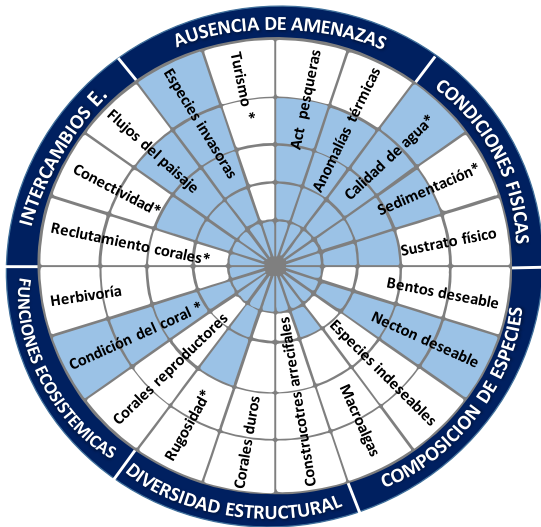 AUSENCIA DE AMENAZAS
Especies invasoras
Turismo *
Act pesqueras
Anomalías térmicas
CONDICIONES FISICAS
Calidad de agua*
Sedimentación*
Sustrato físico
COMPOSICION DE ESPECIES
Bentos deseable
Necton deseable
Especies indeseables
Macroalgas
DIVERSIDAD ESTRUCTURAL
Construcotres arrecifales
Corales duros
Rugosidad*
FUNCIONES ECOSISTEMICAS
Corales reproductores
Condición del coral *
Herbivoría
INTERCAMBIOS E.
Reclutamiento corales*
Conectividad*
Flujos del paisaje